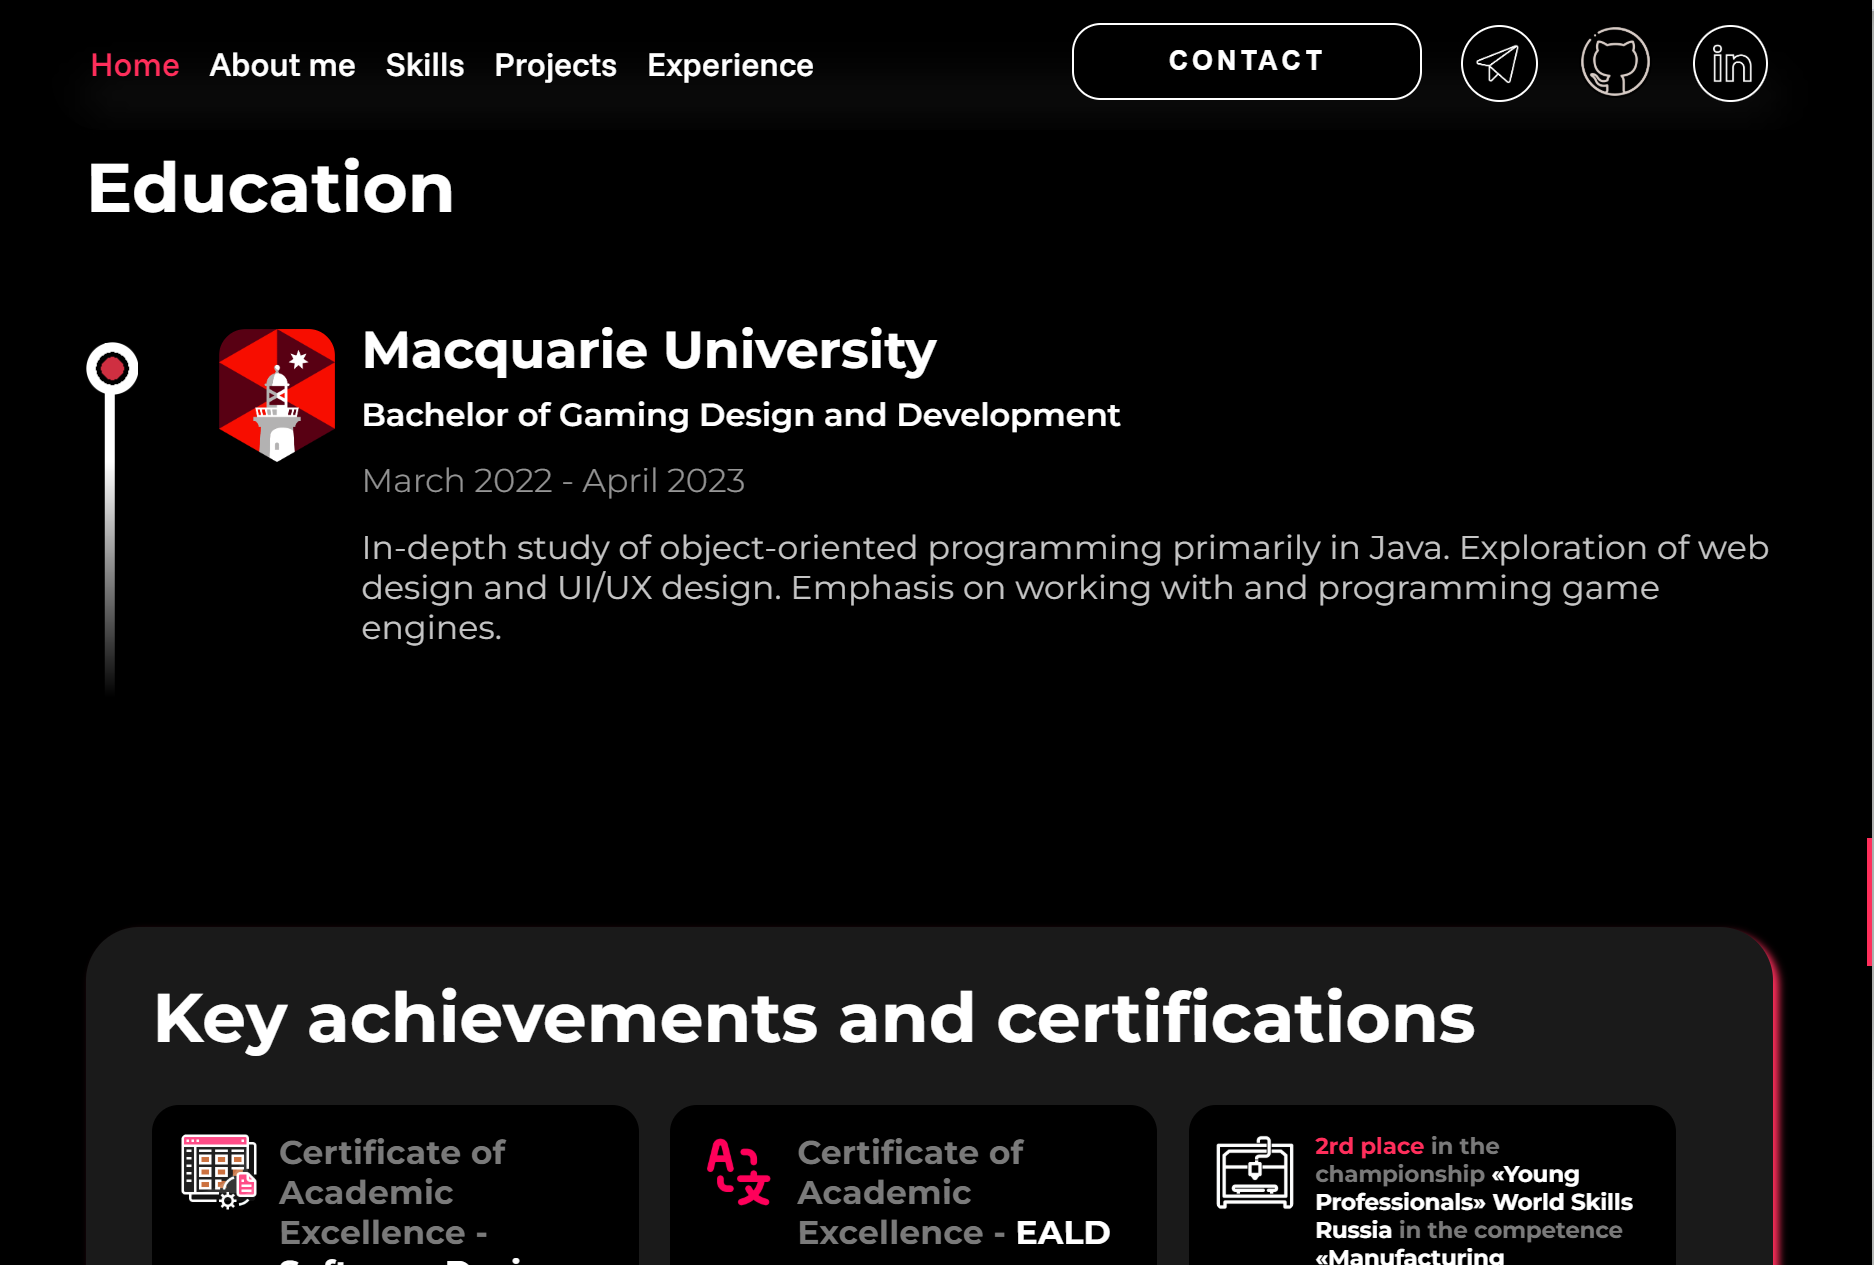 Home About me Skills Projects Experience CONTACT
Education
Macquarie University
Bachelor of Gaming Design and Development
March 2022 - April 2023
In-depth study of object-oriented programming primarily in Java. Exploration of web
design and UI/UX design. Emphasis on working with and programming game
engines.
Key achievements and certifications
Certificate of
Academic
Excellence -
Certificate of
Academic
Excellence - EALD
2rd place in the
championship «Young
Professionals» World Skills
Russia in the competence
«Manufacturing